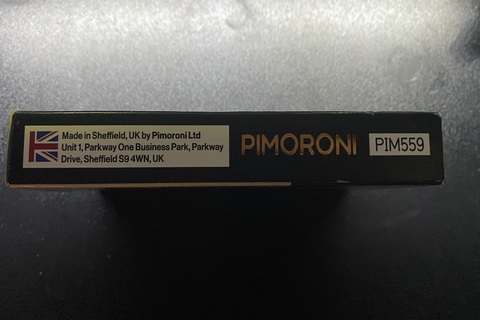 Made in Sheffield, UK by Pimoroni Ltd
Unit 1, Parkway One Business Park, Parkway
Drive, Sheffield S9 4WN, UK
PIMORONI
PIM559